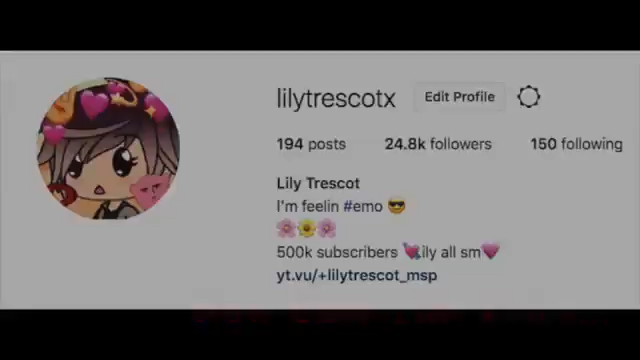 lilytrescotx Edit Profile
194 posts 24.8k followers 150 following
Lily Trescot
I'm feelin #emo 😎
🌸🌼🌸
500k subscribers 💘ily all sm💗
yt.vu/+lilytrescot_msp